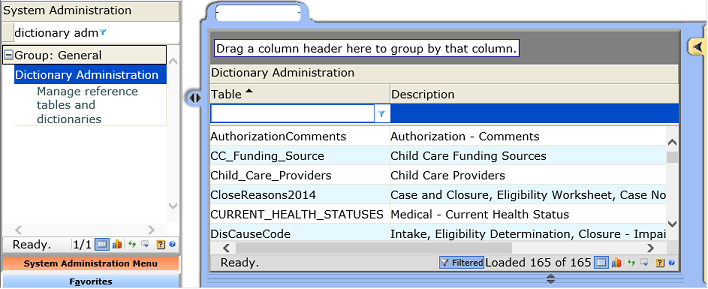 System Administration
dictionary adm
Group: General
Dictionary Administration
Manage reference
tables and
dictionaries
Ready.
1/1
System Administration Menu
Favorites
Drag a column header here to group by that column.
Dictionary Administration
Table Description
AuthorizationComments Authorization - Comments
CC_Funding_Source Child Care Funding Sources
Child_Care_Providers Child Care Providers
CloseReasons2014 Case and Closure, Eligibility Worksheet, Case No
CURRENT_HEALTH_STATUSES Medical - Current Health Status
DisCauseCode Intake, Eligibility Determination, Closure - Impai
Ready. Filtered Loaded 165 of 165